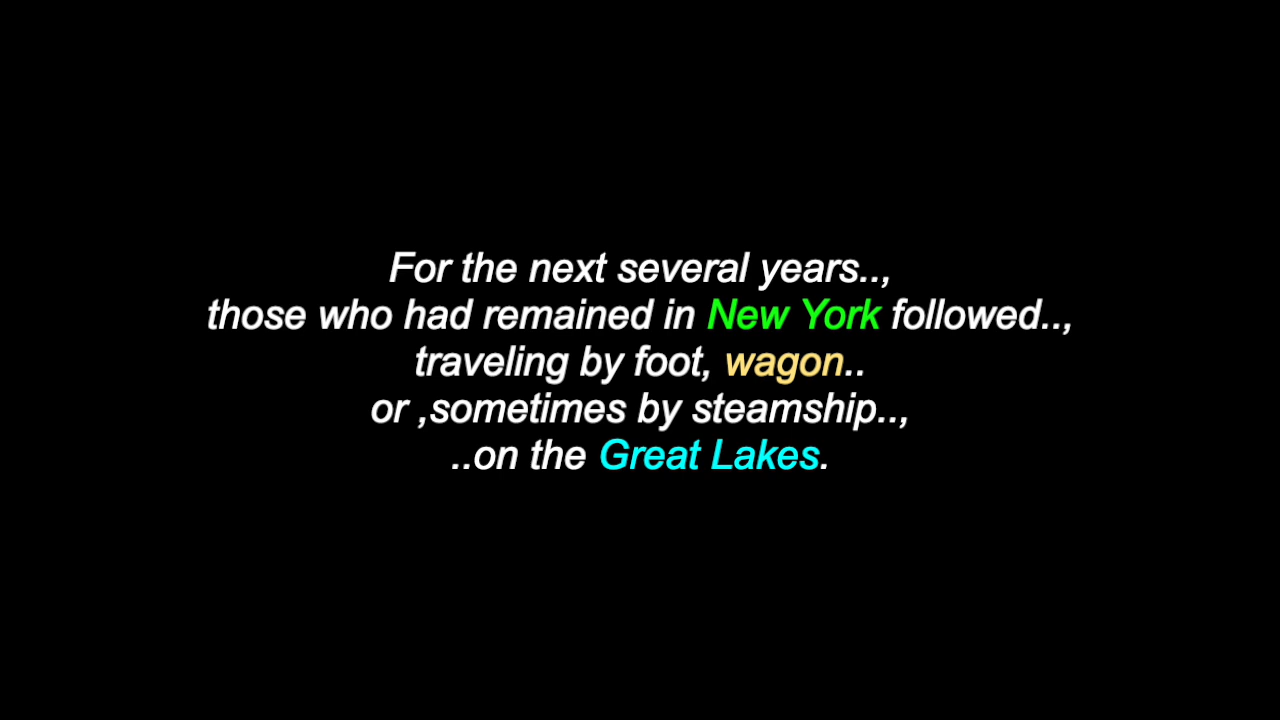 For the next several years..,
those who had remained in New York followed..,
traveling by foot, wagon..
or ,sometimes by steamship..,
..on the Great Lakes.